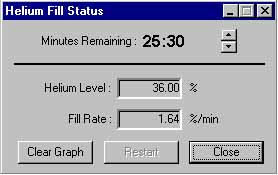 Helium Fill Status
Minutes Remaining : 25:30
Helium Level : 36.00 %
Fill Rate : 1.64 %/min
Clear Graph Restart Close